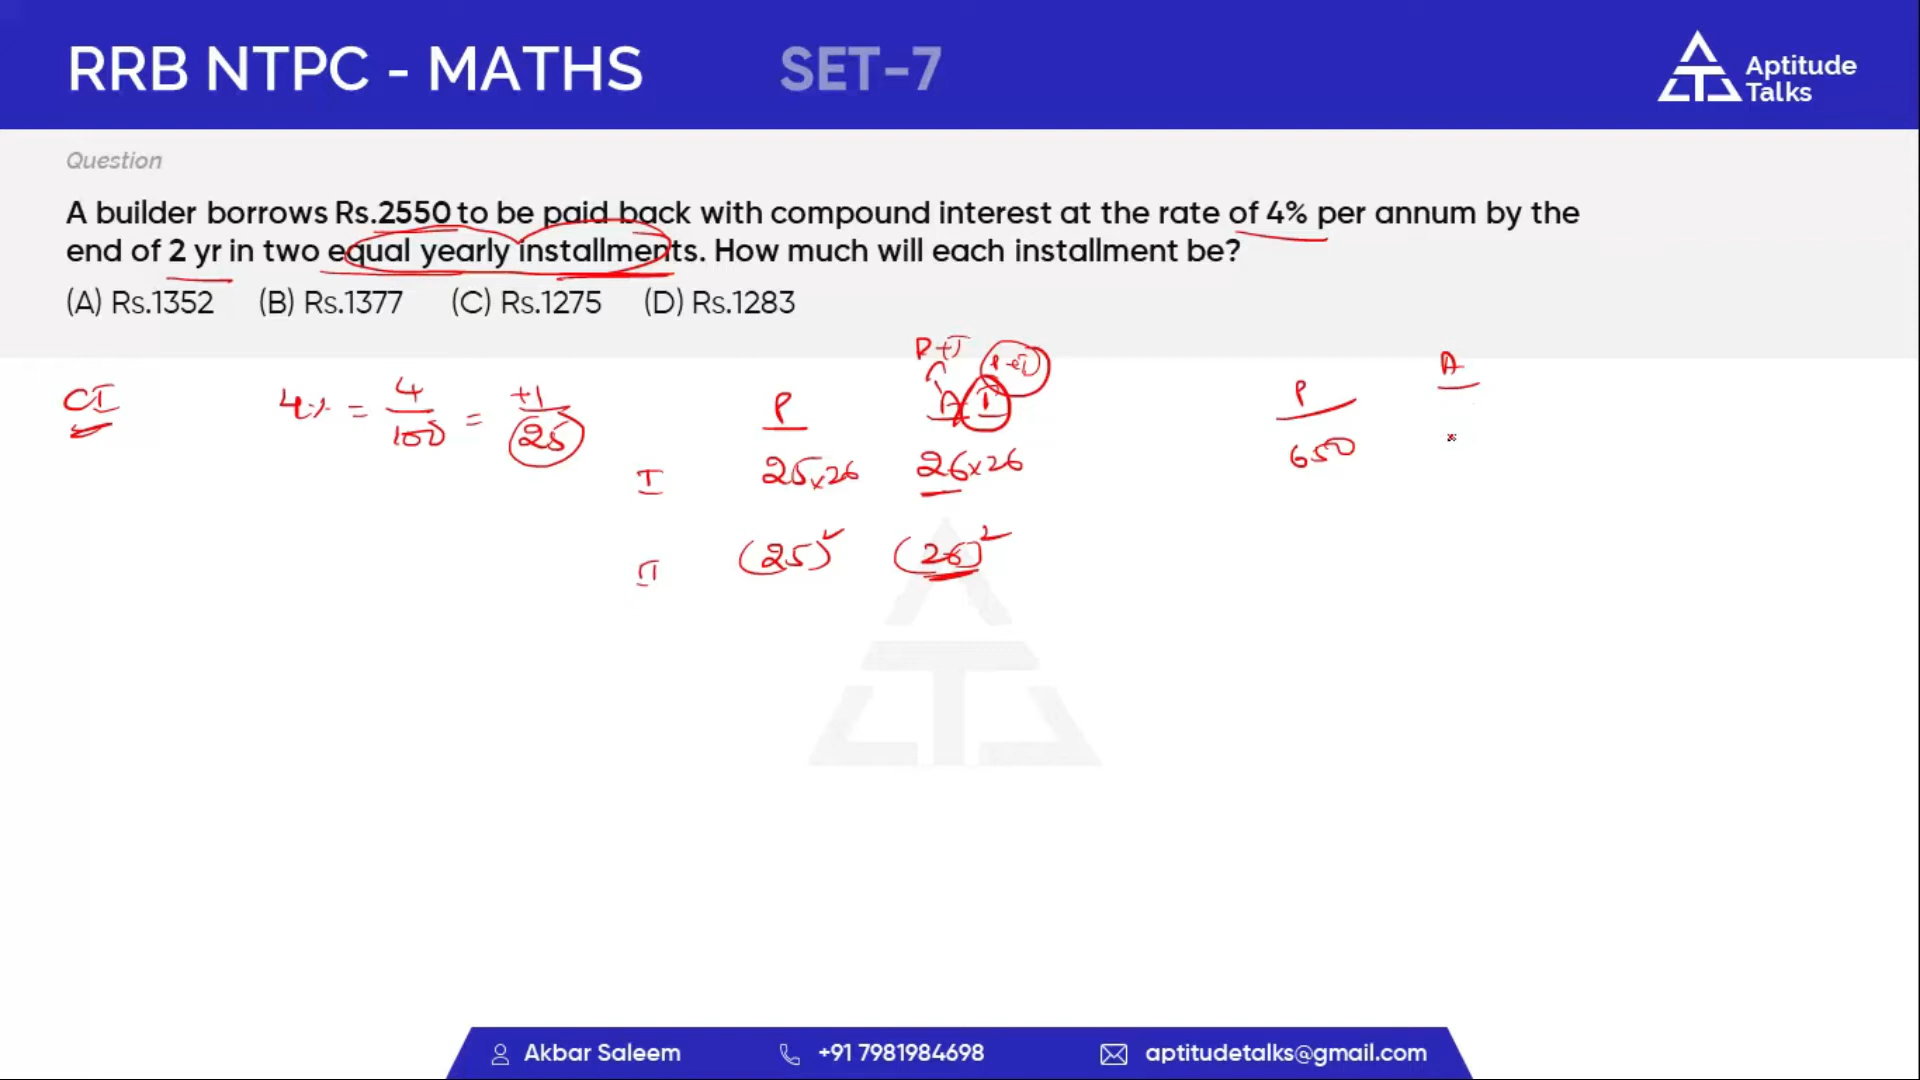 RRB NTPC - MATHS SET-7
Aptitude
Talks
Question
A builder borrows Rs.2550 to be paid back with compound interest at the rate of 4% per annum by the
end of 2 yr in two equal yearly installments. How much will each installment be?
(A) Rs.1352 (B) Rs.1377 (C) Rs.1275 (D) Rs.1283
P+I P+I
CI 4% = 4/100 = +1/25 P A I P A
I 25×26 26×26 650
II (25)² (26)²
Akbar Saleem +91 7981984698 aptitudetalks@gmail.com